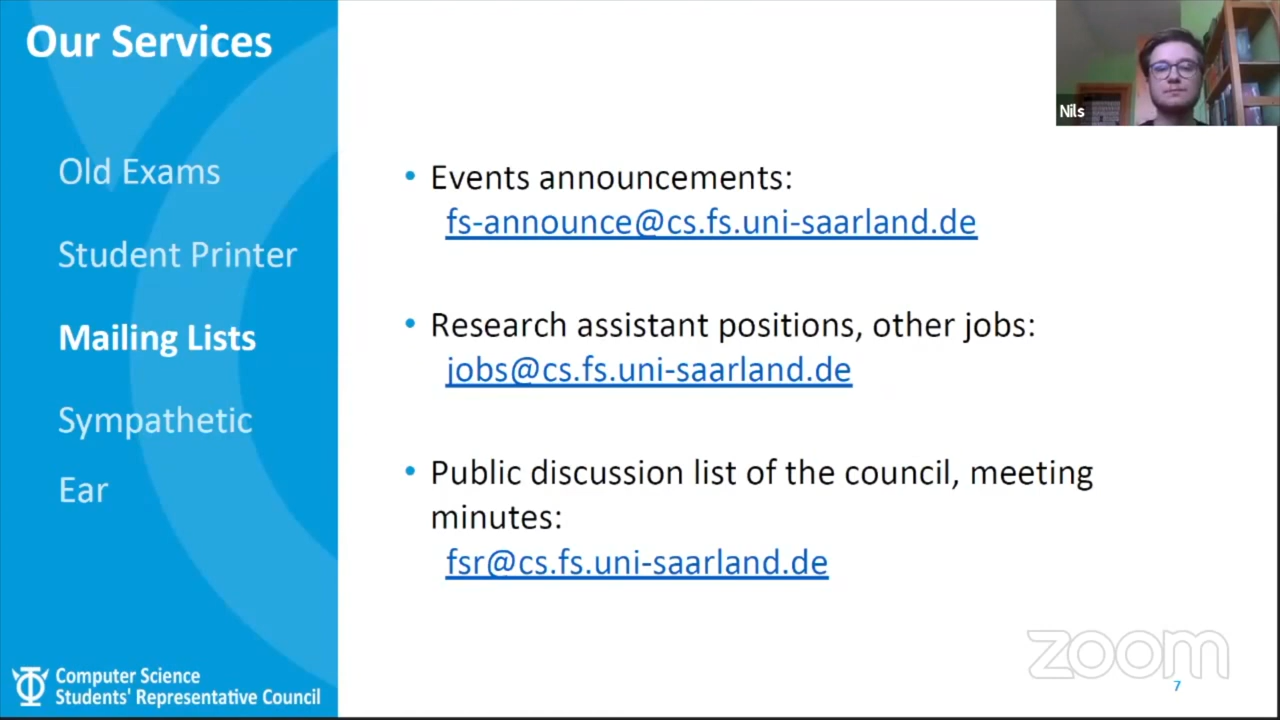 Our Services
Old Exams
Student Printer
Mailing Lists
Sympathetic
Ear
Computer Science
Students' Representative Council
Nils
• Events announcements:
fs-announce@cs.fs.uni-saarland.de
• Research assistant positions, other jobs:
jobs@cs.fs.uni-saarland.de
• Public discussion list of the council, meeting
minutes:
fsr@cs.fs.uni-saarland.de
zoom
7